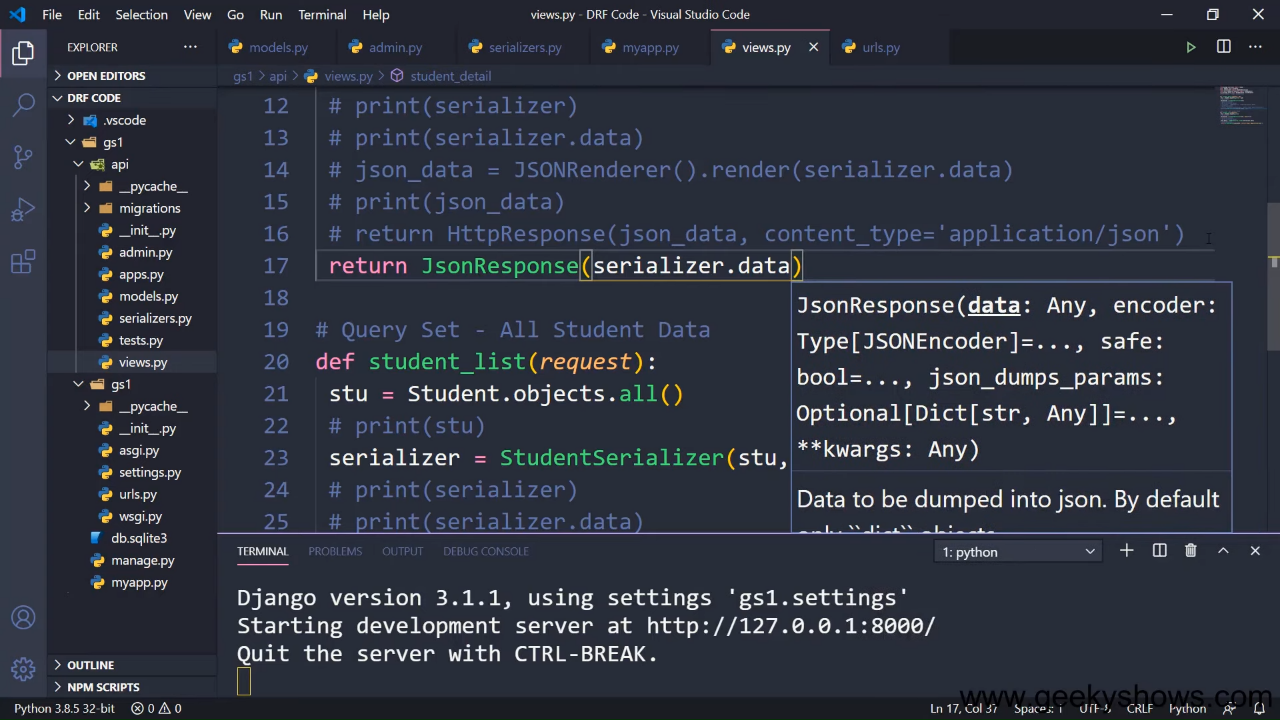 File Edit Selection View Go Run Terminal Help views.py - DRF Code - Visual Studio Code
EXPLORER
models.py admin.py serializers.py myapp.py views.py urls.py
OPEN EDITORS
gs1 > api > views.py > student_detail
DRF CODE
.vscode
gs1
api
__pycache__
migrations
__init__.py
admin.py
apps.py
models.py
serializers.py
tests.py
views.py
gs1
__pycache__
__init__.py
asgi.py
settings.py
urls.py
wsgi.py
db.sqlite3
manage.py
myapp.py
OUTLINE
NPM SCRIPTS
12 # print(serializer)
13 # print(serializer.data)
14 # json_data = JSONRenderer().render(serializer.data)
15 # print(json_data)
16 # return HttpResponse(json_data, content_type='application/json')
17 return JsonResponse(serializer.data)
18
19 # Query Set - All Student Data
20 def student_list(request):
21 stu = Student.objects.all()
22 # print(stu)
23 serializer = StudentSerializer(stu,
24 # print(serializer)
25 # print(serializer.data)
JsonResponse(data: Any, encoder:
Type[JSONEncoder]=..., safe:
bool=..., json_dumps_params:
Optional[Dict[str, Any]]=...,
**kwargs: Any)
Data to be dumped into json. By default
only ``dict`` objects
TERMINAL PROBLEMS OUTPUT DEBUG CONSOLE 1: python
Django version 3.1.1, using settings 'gs1.settings'
Starting development server at http://127.0.0.1:8000/
Quit the server with CTRL-BREAK.
www.geekyshows.com
Python 3.8.5 32-bit 0 0 Ln 17, Col 37 Spaces: 1 UTF-8 CRLF Python